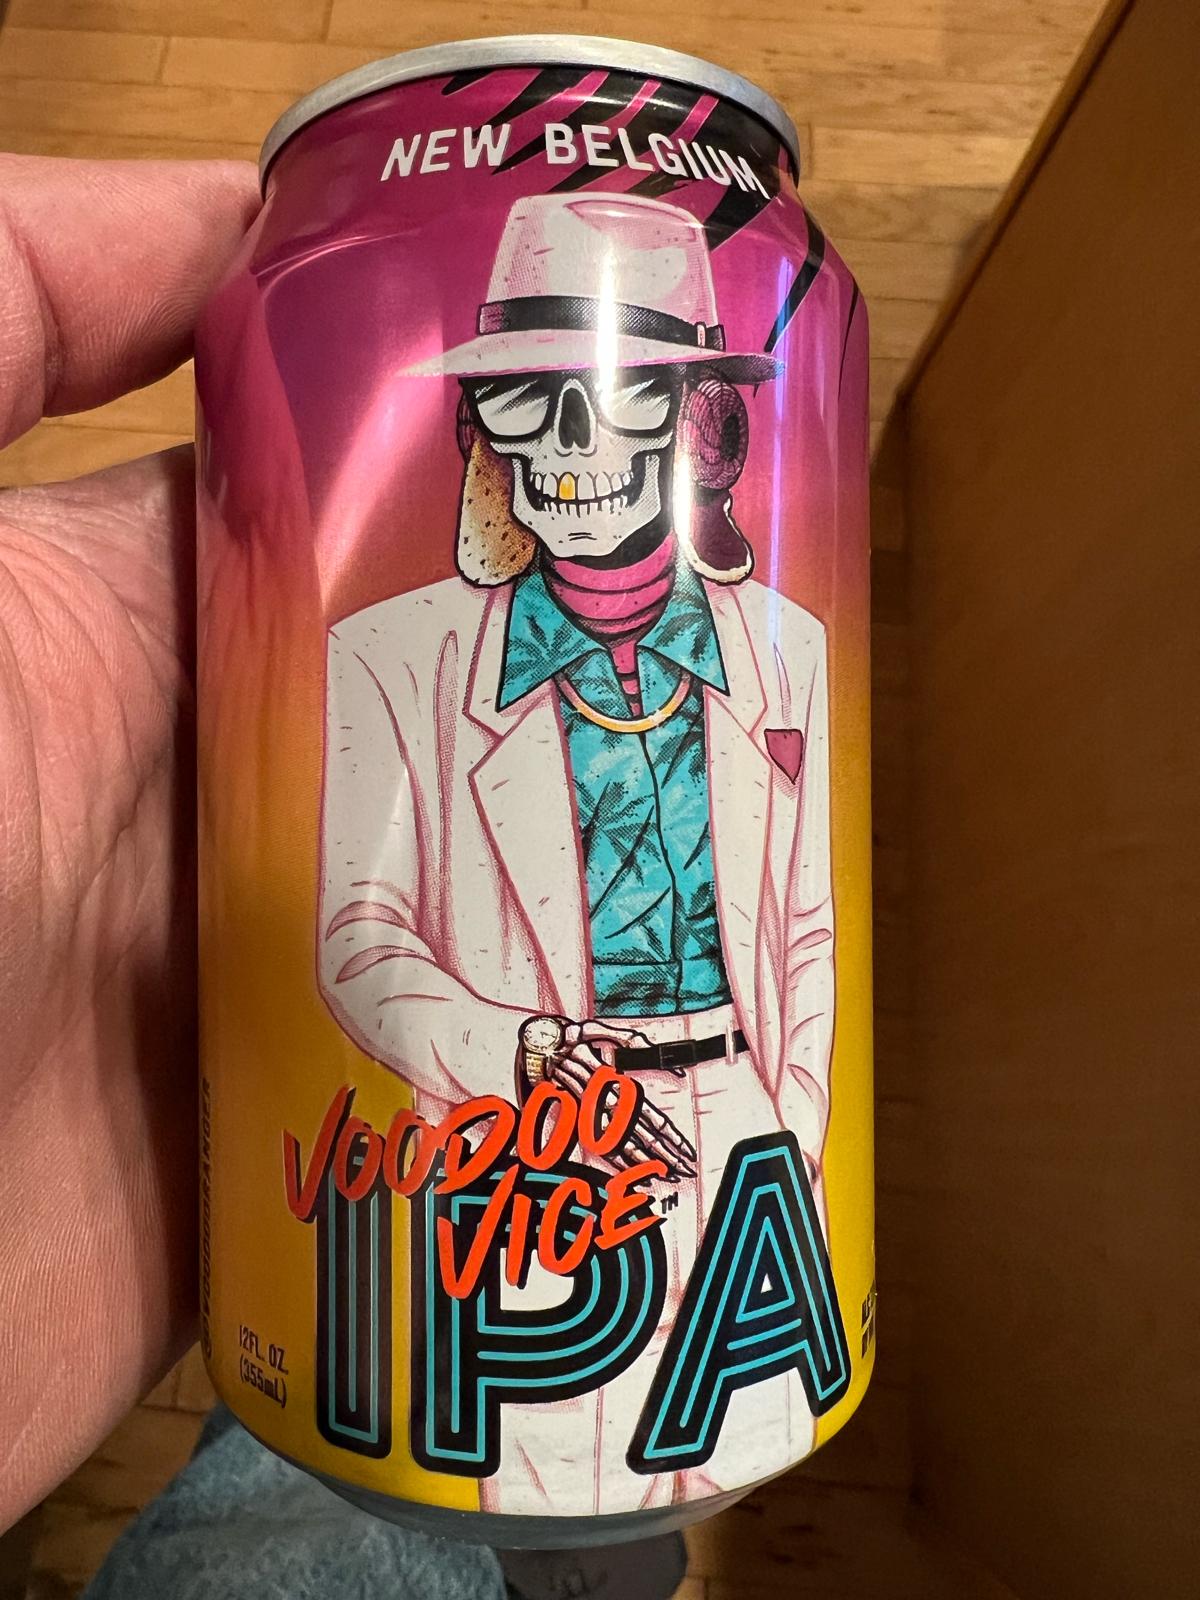 NEW BELGIUM
VOODOO
VICE™
IPA
12FL. OZ.
(355mL)